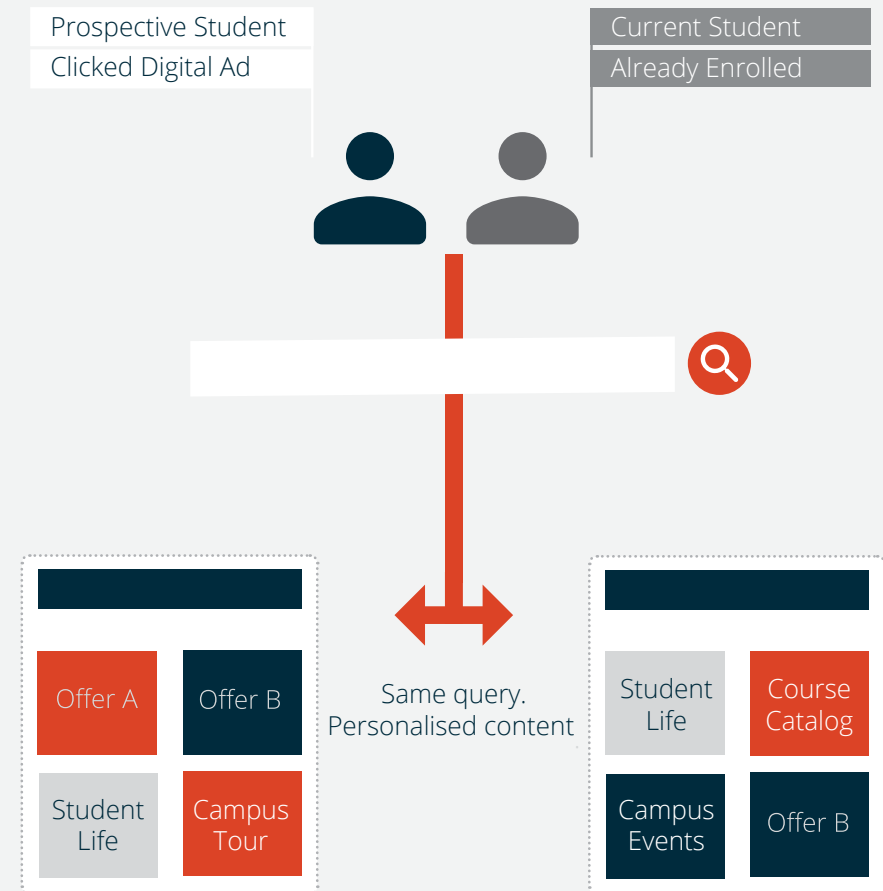 Prospective Student
Clicked Digital Ad
Current Student
Already Enrolled
Same query.
Personalised content
Offer A
Offer B
Student
Life
Campus
Tour
Student
Life
Course
Catalog
Campus
Events
Offer B